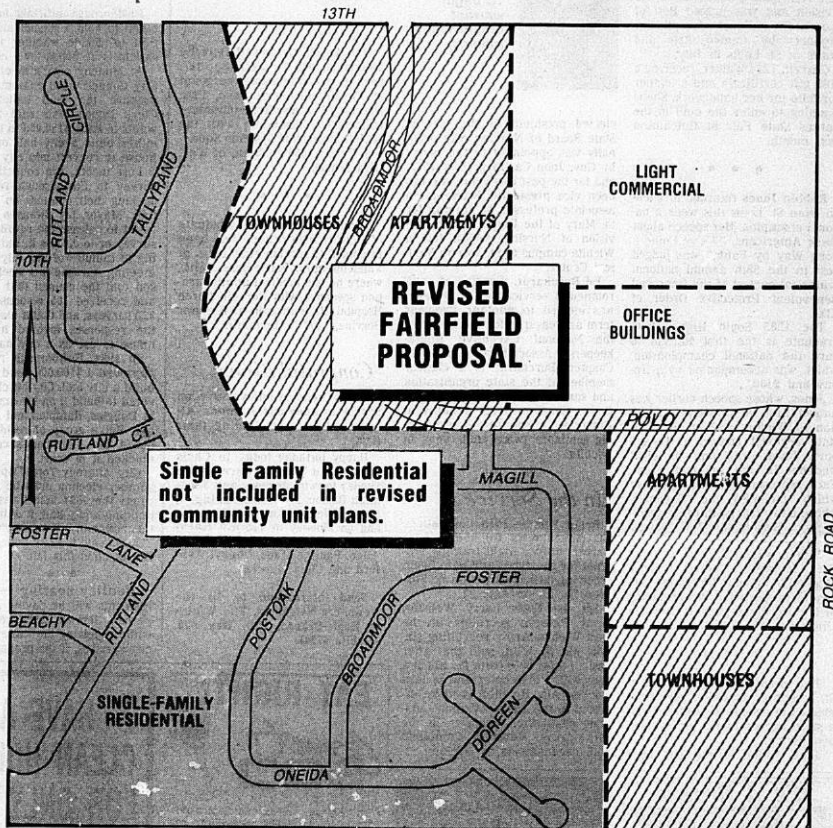 13TH
RUTLAND CIRCLE
TALLYRAND
BROADMOOR
LIGHT
COMMERCIAL
TOWNHOUSES
APARTMENTS
10TH
REVISED
FAIRFIELD
PROPOSAL
OFFICE
BUILDINGS
N
POLO
RUTLAND CT.
Single Family Residential
not included in revised
community unit plans.
MAGILL
APARTMENTS
ROCK ROAD
FOSTER
LANE
FOSTER
RUTLAND
POSTOAK
BROADMOOR
BEACHY
TOWNHOUSES
SINGLE-FAMILY
RESIDENTIAL
DOREEN
ONEIDA